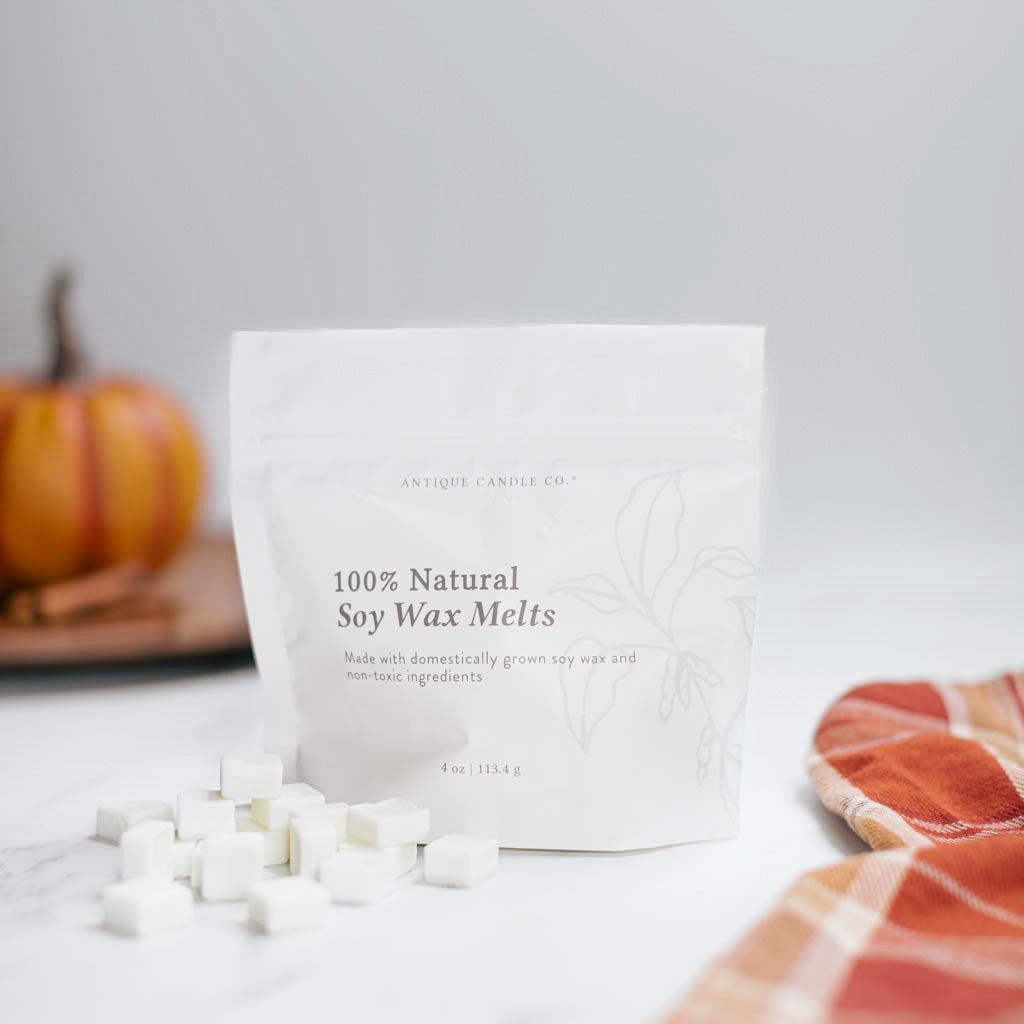 ANTIQUE CANDLE CO.®
100% Natural
Soy Wax Melts
Made with domestically grown soy wax and
non-toxic ingredients
4 oz | 113.4 g